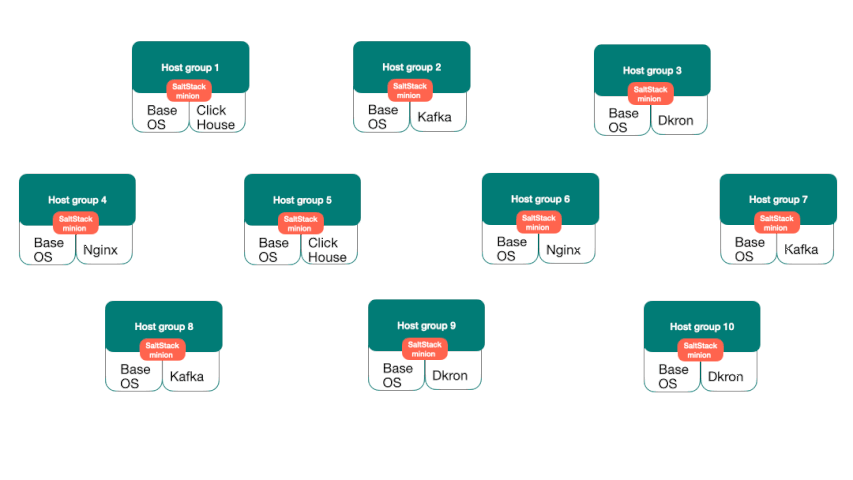 Host group 1
SaltStack
minion
Base
OS
Click
House
Host group 2
SaltStack
minion
Base
OS
Kafka
Host group 3
SaltStack
minion
Base
OS
Dkron
Host group 4
SaltStack
minion
Base
OS
Nginx
Host group 5
SaltStack
minion
Base
OS
Click
House
Host group 6
SaltStack
minion
Base
OS
Nginx
Host group 7
SaltStack
minion
Base
OS
Kafka
Host group 8
SaltStack
minion
Base
OS
Kafka
Host group 9
SaltStack
minion
Base
OS
Dkron
Host group 10
SaltStack
minion
Base
OS
Dkron